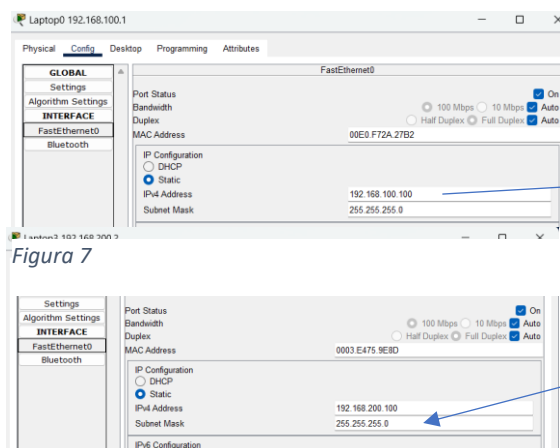 Laptop0 192.168.100.1
Physical Config Desktop Programming Attributes
GLOBAL
Settings
Algorithm Settings
INTERFACE
FastEthernet0
Bluetooth
FastEthernet0
Port Status On
Bandwidth 100 Mbps 10 Mbps Auto
Duplex Half Duplex Full Duplex Auto
MAC Address 00E0.F72A.27B2
IP Configuration
DHCP
Static
IPv4 Address 192.168.100.100
Subnet Mask 255.255.255.0
Figura 7
Settings
Algorithm Settings
INTERFACE
FastEthernet0
Bluetooth
Port Status On
Bandwidth 100 Mbps 10 Mbps Auto
Duplex Half Duplex Full Duplex Auto
MAC Address 0003.E475.9E8D
IP Configuration
DHCP
Static
IPv4 Address 192.168.200.100
Subnet Mask 255.255.255.0
IPv6 Configuration